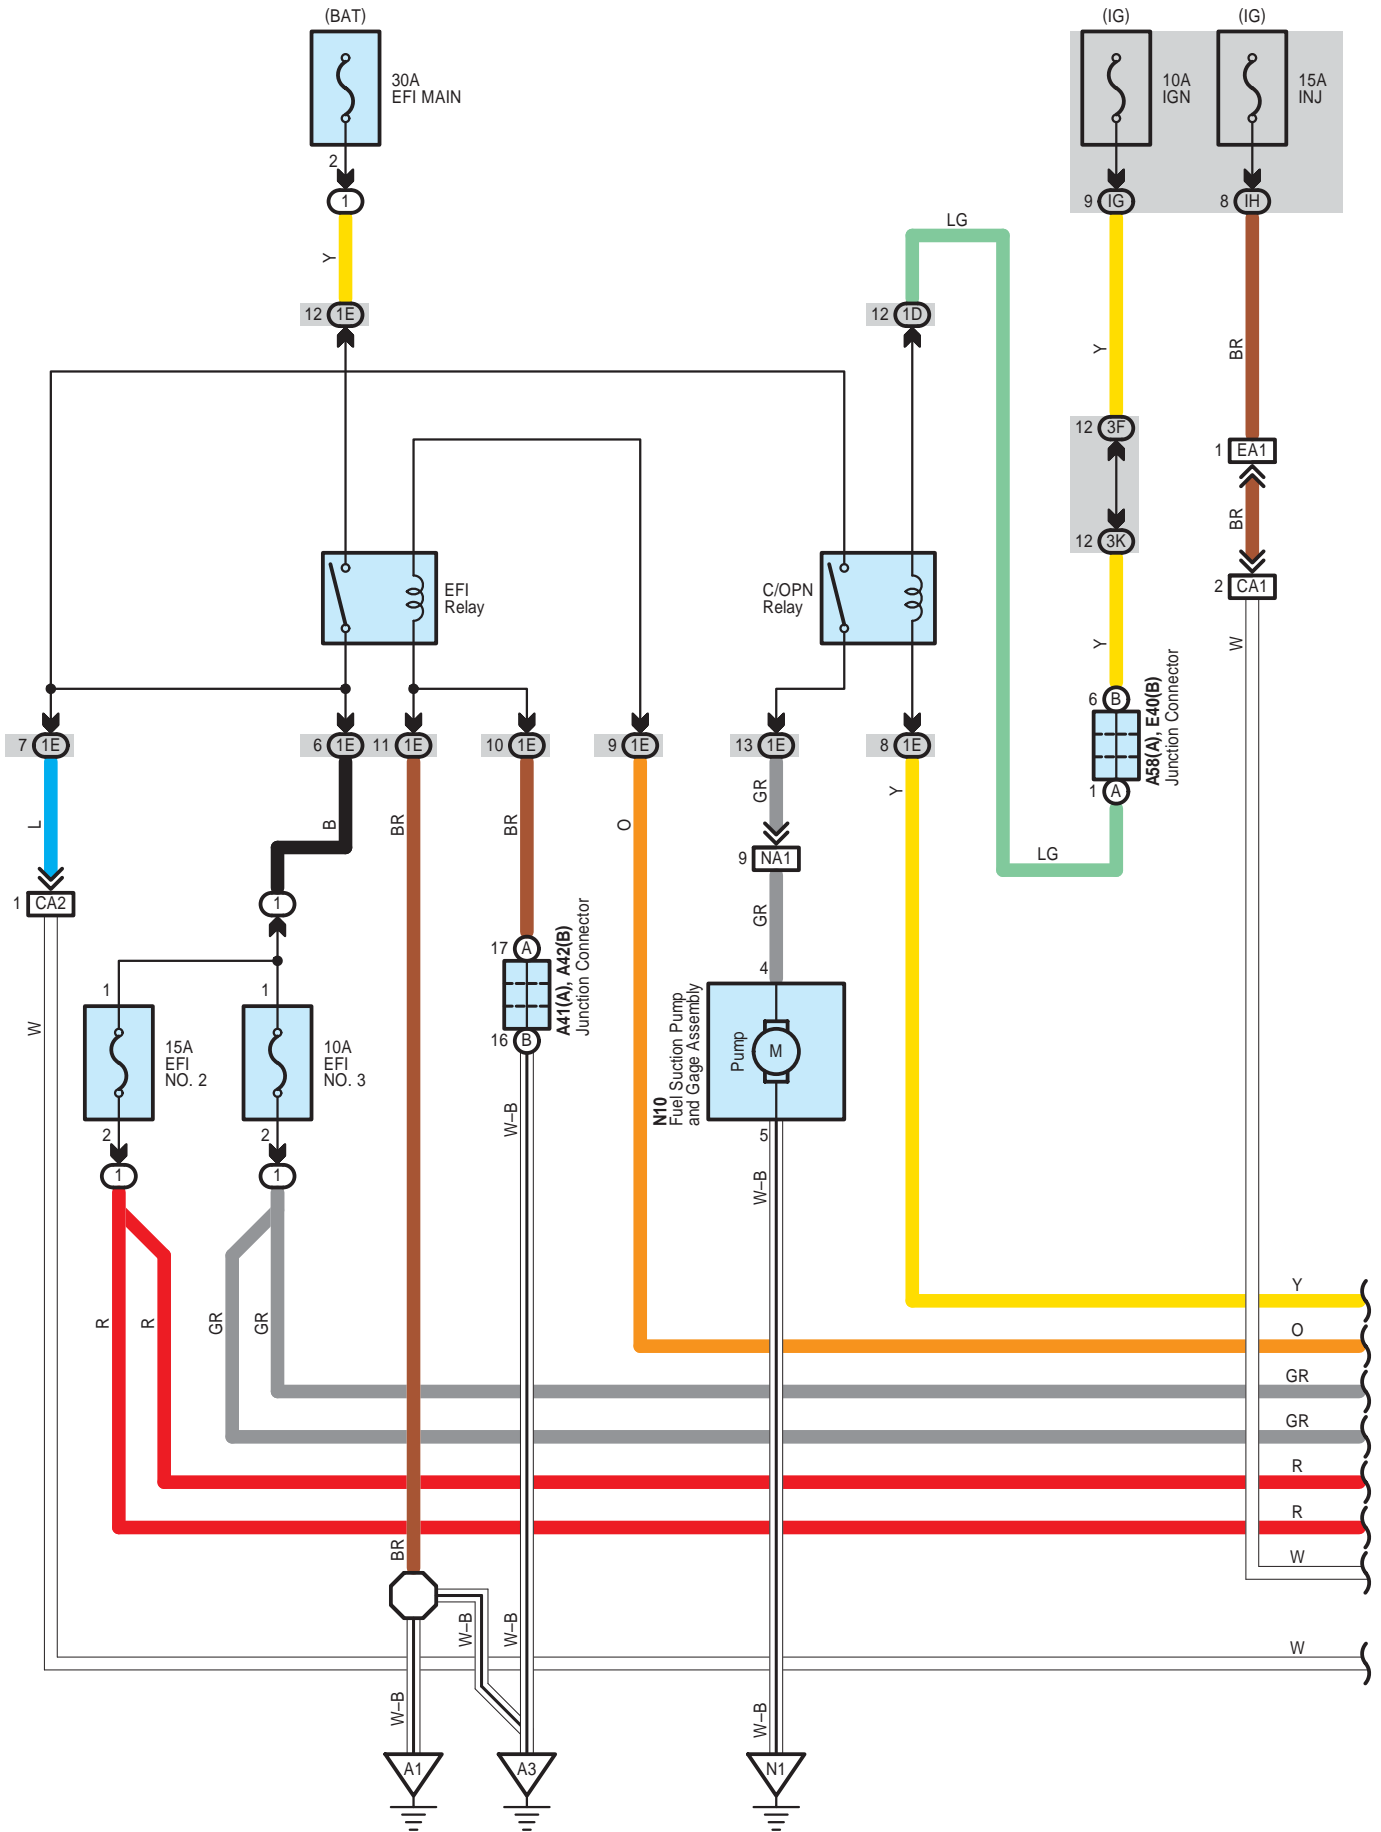 (BAT)
(IG)
(IG)
30A
EFI MAIN
10A
IGN
15A
INJ
2
1
9 IG
8 IH
LG
Y
12 1E
12 1D
Y
BR
12 3F
1 EA1
BR
12 3K
2 CA1
EFI
Relay
C/OPN
Relay
Y
W
6 B
A58(A), E40(B)
Junction Connector
1 A
7 1E
6 1E
11 1E
10 1E
9 1E
13 1E
8 1E
L
B
BR
BR
O
GR
Y
LG
9 NA1
1 CA2
1
GR
17 A
A41(A), A42(B)
Junction Connector
16 B
4
1
1
W
15A
EFI
NO. 2
10A
EFI
NO. 3
Pump
M
N10
Fuel Suction Pump
and Gage Assembly
2
2
5
1
1
W–B
W–B
R
R
GR
GR
Y
O
GR
GR
R
R
W
BR
W–B
W–B
W
W–B
W–B
A1
A3
N1